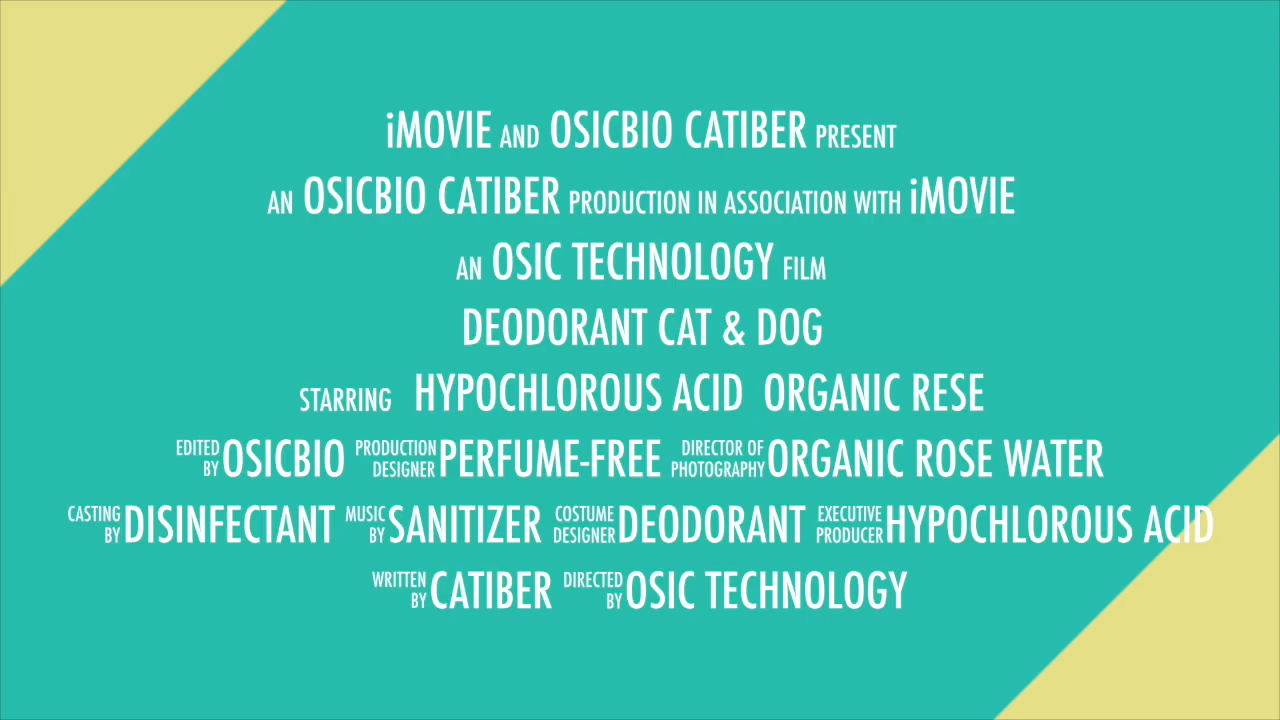 iMOVIE AND OSICBIO CATIBER PRESENT
AN OSICBIO CATIBER PRODUCTION IN ASSOCIATION WITH iMOVIE
AN OSIC TECHNOLOGY FILM
DEODORANT CAT & DOG
STARRING HYPOCHLOROUS ACID ORGANIC RESE
EDITED BY OSICBIO PRODUCTION DESIGNER PERFUME-FREE DIRECTOR OF PHOTOGRAPHY ORGANIC ROSE WATER
CASTING BY DISINFECTANT MUSIC BY SANITIZER COSTUME DESIGNER DEODORANT EXECUTIVE PRODUCER HYPOCHLOROUS ACID
WRITTEN BY CATIBER DIRECTED BY OSIC TECHNOLOGY